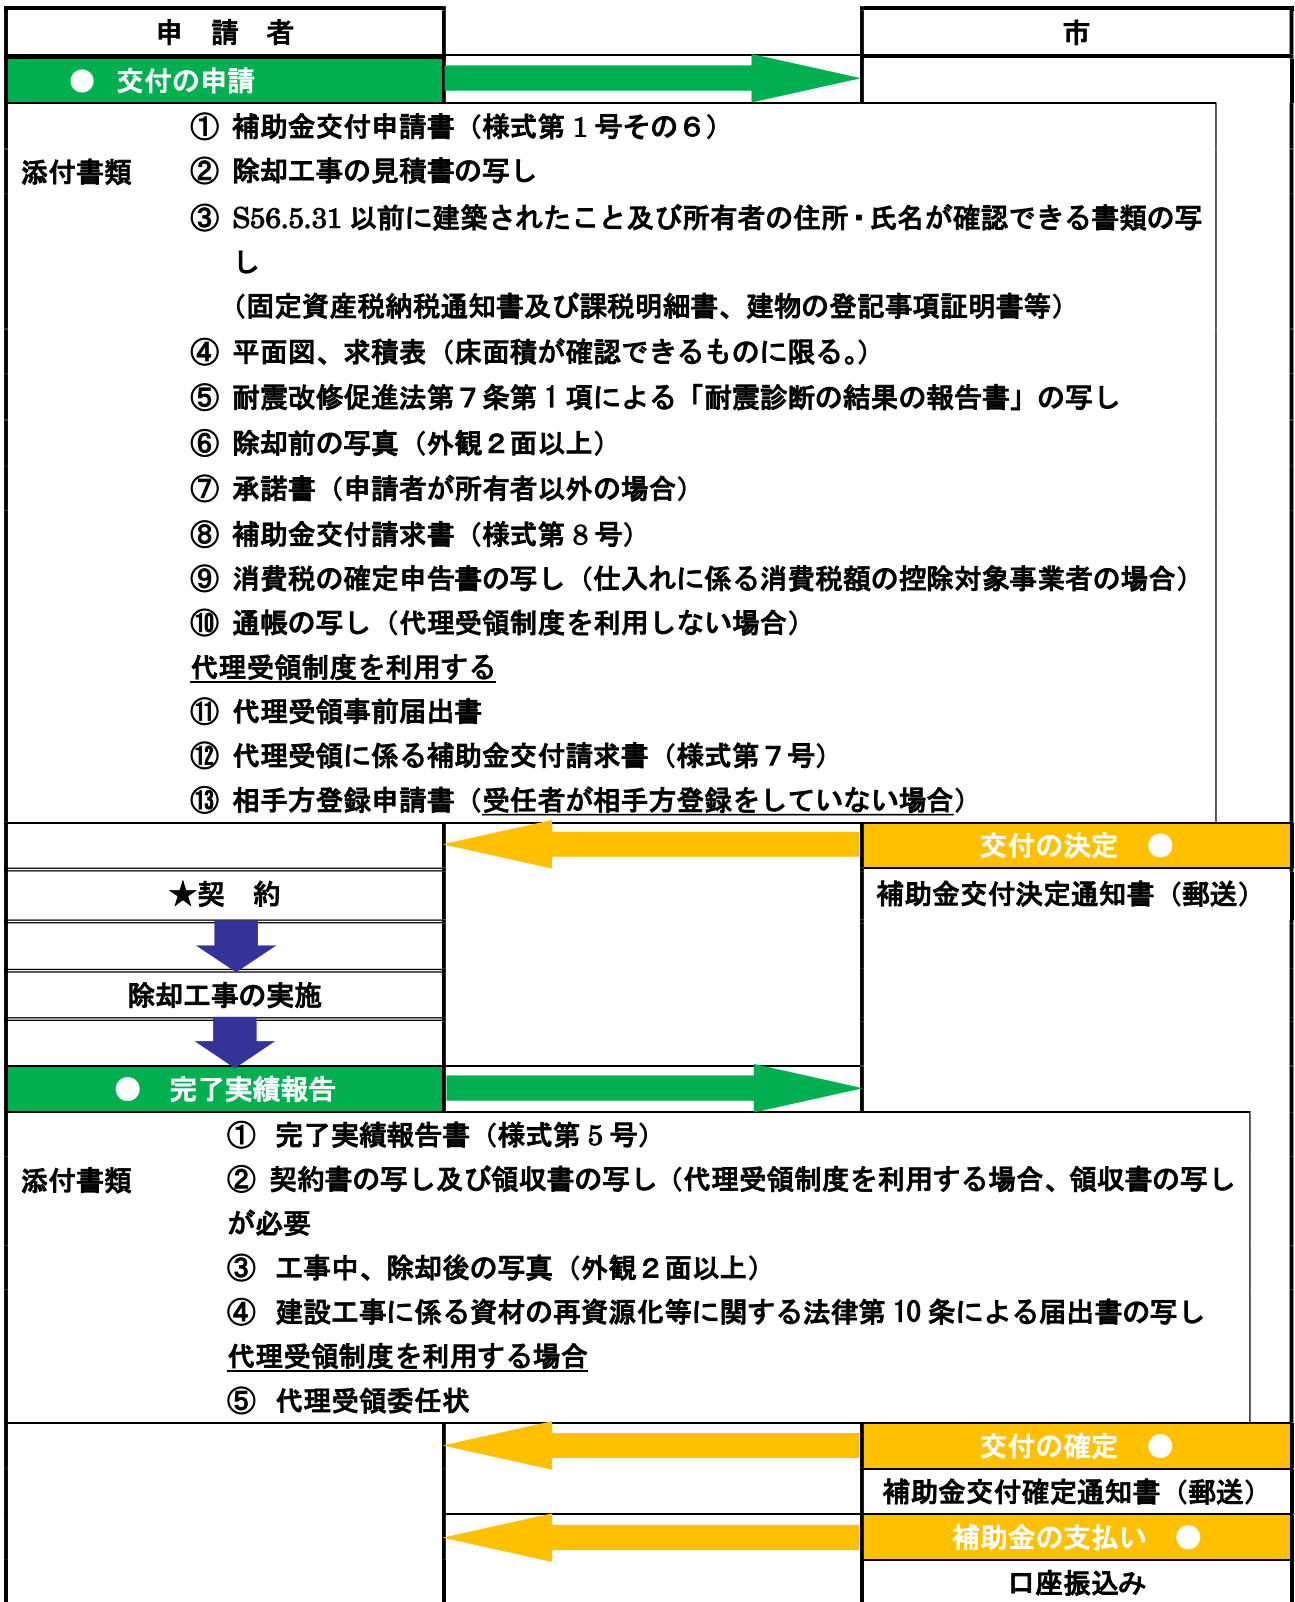 申　請　者
市
● 交付の申請
① 補助金交付申請書（様式第1号その６）
添付書類
② 除却工事の見積書の写し
③ S56.5.31 以前に建築されたこと及び所有者の住所・氏名が確認できる書類の写
し
（固定資産税納税通知書及び課税明細書、建物の登記事項証明書等）
④ 平面図、求積表（床面積が確認できるものに限る。）
⑤ 耐震改修促進法第７条第１項による「耐震診断の結果の報告書」の写し
⑥ 除却前の写真（外観２面以上）
⑦ 承諾書（申請者が所有者以外の場合）
⑧ 補助金交付請求書（様式第8号）
⑨ 消費税の確定申告書の写し（仕入れに係る消費税額の控除対象事業者の場合）
⑩ 通帳の写し（代理受領制度を利用しない場合）
代理受領制度を利用する
⑪ 代理受領事前届出書
⑫ 代理受領に係る補助金交付請求書（様式第７号）
⑬ 相手方登録申請書（受任者が相手方登録をしていない場合）
交付の決定 ●
★契　約
補助金交付決定通知書（郵送）
除却工事の実施
● 完了実績報告
① 完了実績報告書（様式第5号）
添付書類
② 契約書の写し及び領収書の写し（代理受領制度を利用する場合、領収書の写し
が必要
③ 工事中、除却後の写真（外観２面以上）
④ 建設工事に係る資材の再資源化等に関する法律第10条による届出書の写し
代理受領制度を利用する場合
⑤ 代理受領委任状
交付の確定 ●
補助金交付確定通知書（郵送）
補助金の支払い ●
口座振込み